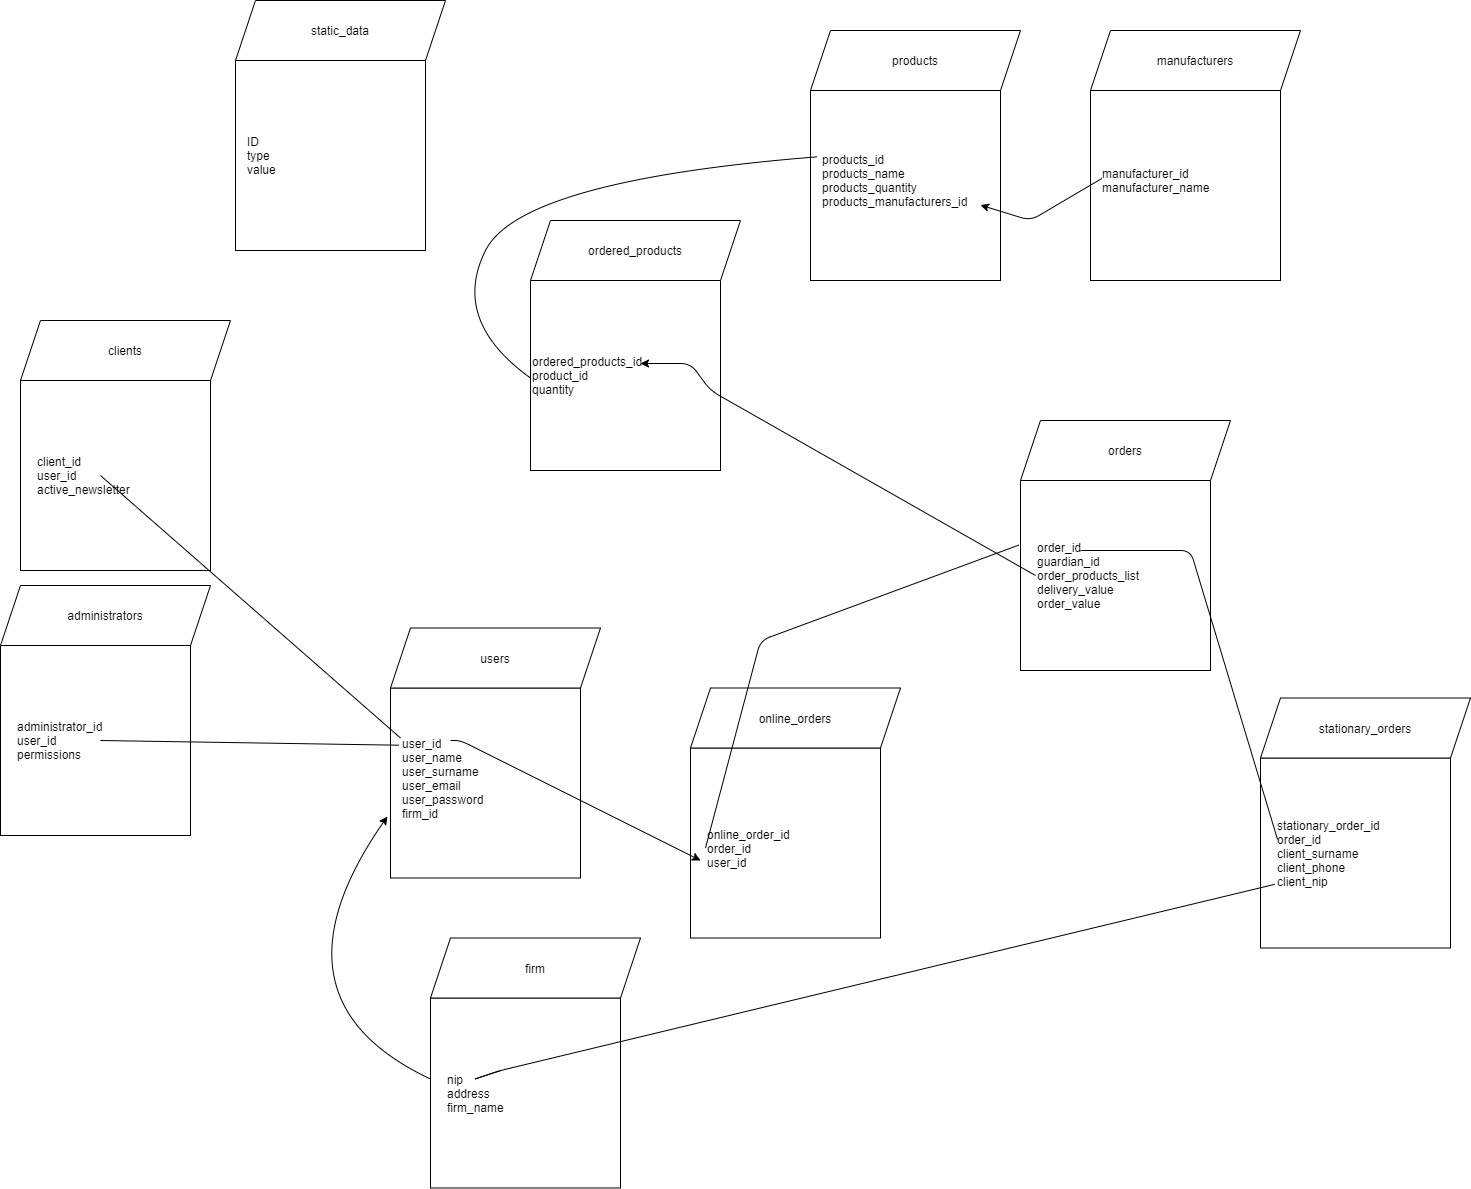 static_data
ID
type
value
products
products_id
products_name
products_quantity
products_manufacturers_id
manufacturers
manufacturer_id
manufacturer_name
ordered_products
ordered_products_id
product_id
quantity
clients
client_id
user_id
active_newsletter
orders
order_id
guardian_id
order_products_list
delivery_value
order_value
administrators
administrator_id
user_id
permissions
users
user_id
user_name
user_surname
user_email
user_password
firm_id
online_orders
online_order_id
order_id
user_id
stationary_orders
stationary_order_id
order_id
client_surname
client_phone
client_nip
firm
nip
address
firm_name